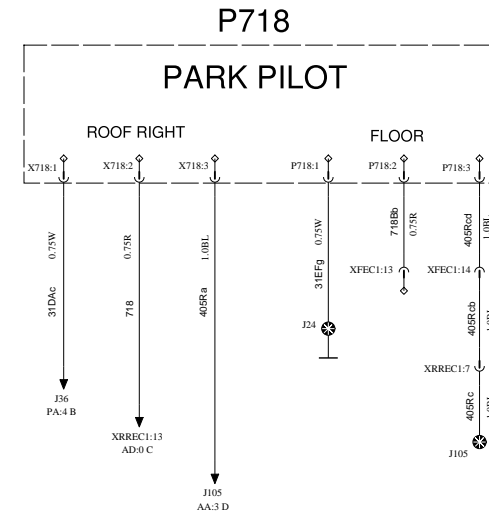 P718
PARK PILOT
ROOF RIGHT
FLOOR
X718:1
X718:2
X718:3
P718:1
P718:2
P718:3
0.75W
0.75R
1.0BL
0.75W
718Bb
0.75R
405Rcd
1.0BL
31DAc
718
405Ra
31EFg
XFEC1:13
XFEC1:14
405Rcb
J24
XRREC1:7
J36
PA:4 B
405Rc
XRREC1:13
AD:0 C
J105
J105
AA:3 D